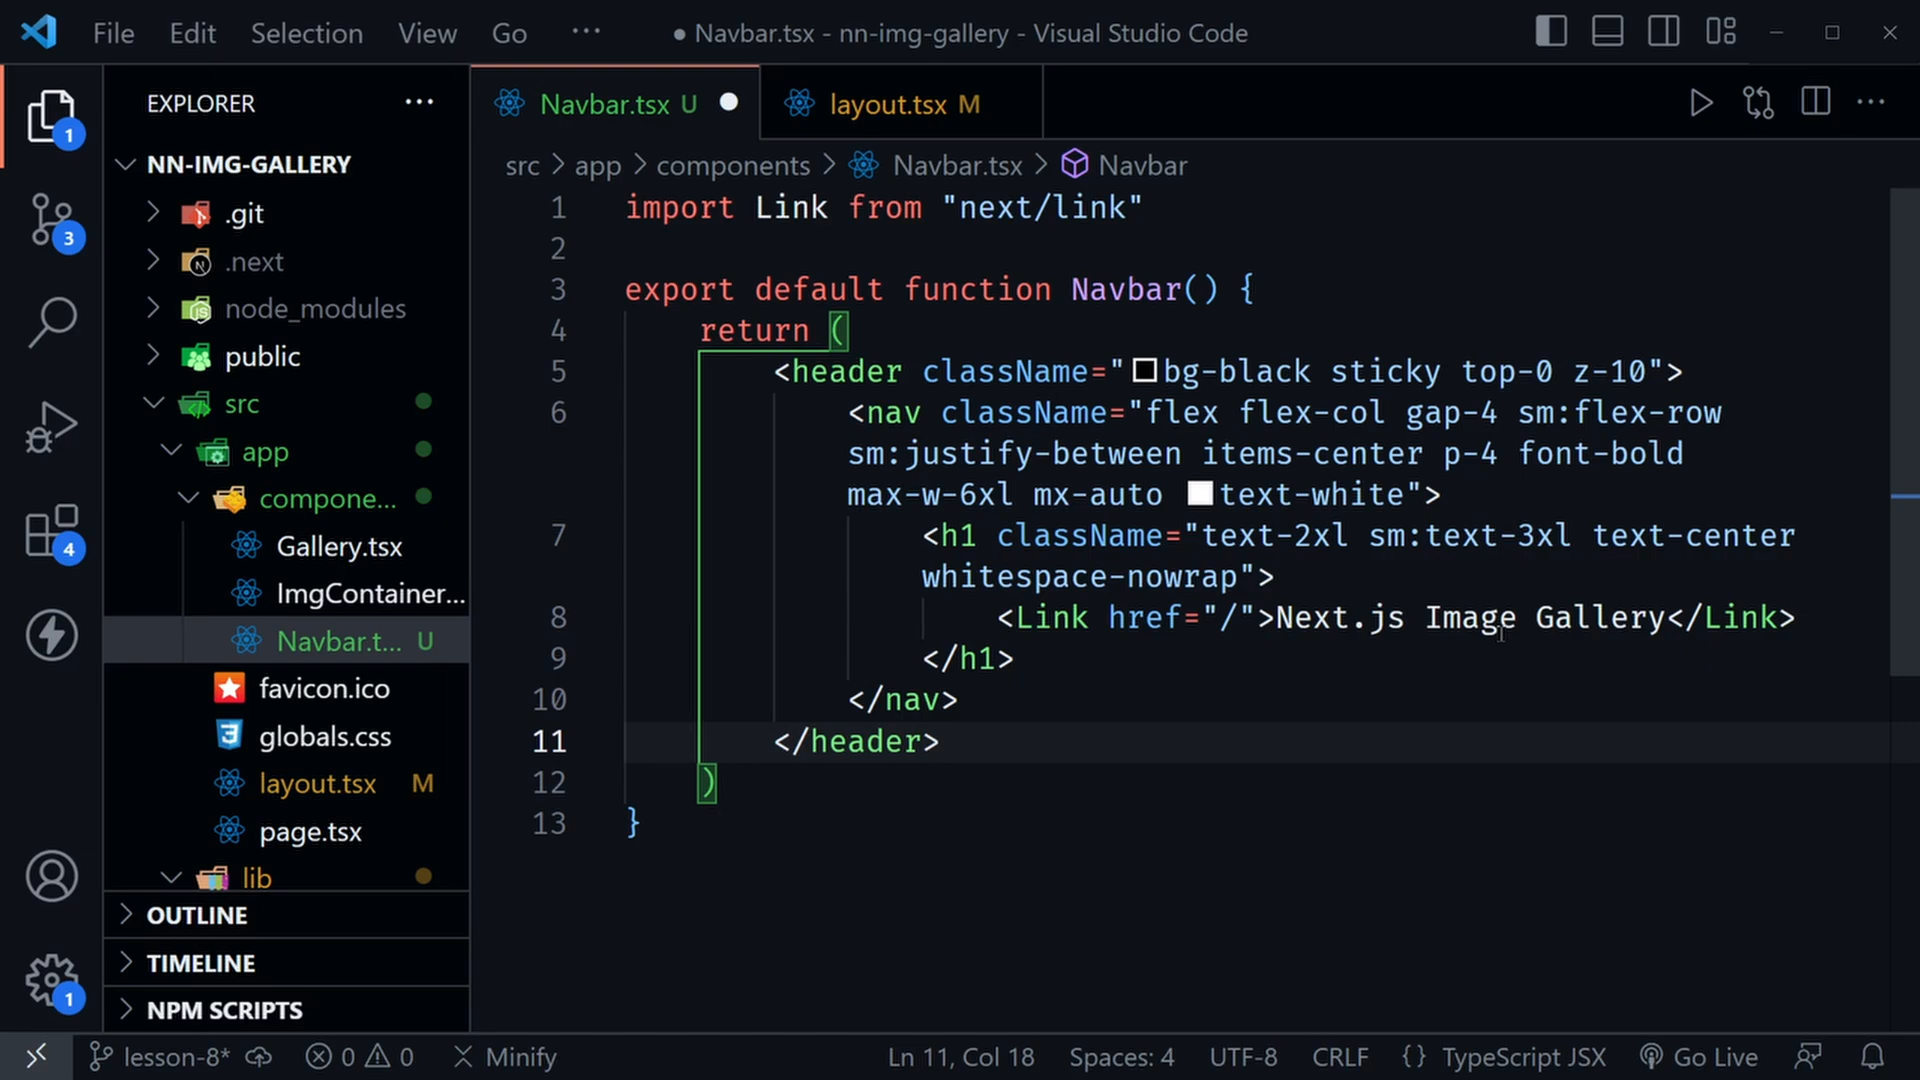 File Edit Selection View Go ··· ● Navbar.tsx - nn-img-gallery - Visual Studio Code
EXPLORER ···
NN-IMG-GALLERY
.git
.next
node_modules
public
src
app
compone...
Gallery.tsx
ImgContainer...
Navbar.t... U
favicon.ico
globals.css
layout.tsx M
page.tsx
lib
OUTLINE
TIMELINE
NPM SCRIPTS
1
3
4
1
Navbar.tsx U ● layout.tsx M
src > app > components > Navbar.tsx > Navbar
1 import Link from "next/link"
2
3 export default function Navbar() {
4 return (
5 <header className="bg-black sticky top-0 z-10">
6 <nav className="flex flex-col gap-4 sm:flex-row
sm:justify-between items-center p-4 font-bold
max-w-6xl mx-auto text-white">
7 <h1 className="text-2xl sm:text-3xl text-center
whitespace-nowrap">
8 <Link href="/">Next.js Image Gallery</Link>
9 </h1>
10 </nav>
11 </header>
12 )
13 }
lesson-8* 0 0 Minify Ln 11, Col 18 Spaces: 4 UTF-8 CRLF {} TypeScript JSX Go Live